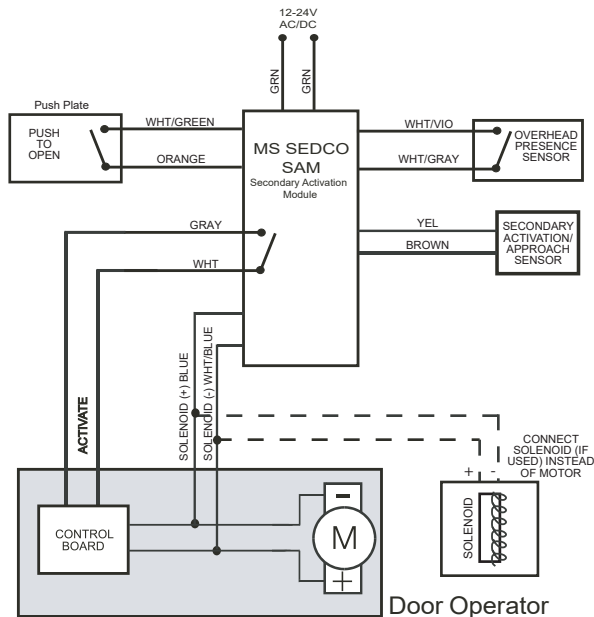 12-24V
AC/DC
GRN
GRN
Push Plate
PUSH
TO
OPEN
WHT/GREEN
ORANGE
MS SEDCO
SAM
Secondary Activation
Module
WHT/VIO
WHT/GRAY
OVERHEAD
PRESENCE
SENSOR
GRAY
WHT
YEL
BROWN
SECONDARY
ACTIVATION/
APPROACH
SENSOR
ACTIVATE
SOLENOID (+) BLUE
SOLENOID (-) WHT/BLUE
CONNECT
SOLENOID (IF
USED) INSTEAD
OF MOTOR
+ -
SOLENOID
CONTROL
BOARD
-
M
+
Door Operator